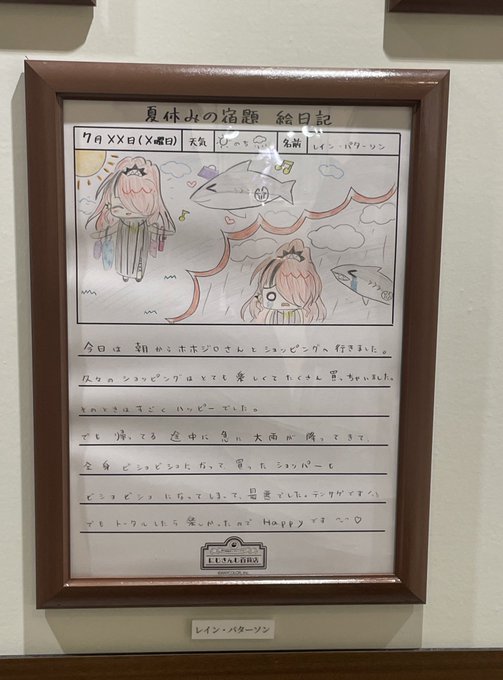 夏休みの宿題 絵日記
7月××日(×曜日) 天気 のち 名前 レイン・パターソン
今日は 朝からホホジロさんと ショッピングへ 行きました。
久々の ショッピングは とても 楽しくて たくさん 買っちゃいました。
そのときは すごく ハッピーでした。
でも 帰ってる 途中に 急に 大雨が 降ってきて、
全身 ビショビショになって、買った ショッパーも
ビショビショ になってしまって、最悪でした。テンサゲです
でも トータルしたら 楽しかったので Happyです ♡
にじさんじ百貨店
©ANYCOLOR, Inc.
レイン・パターソン